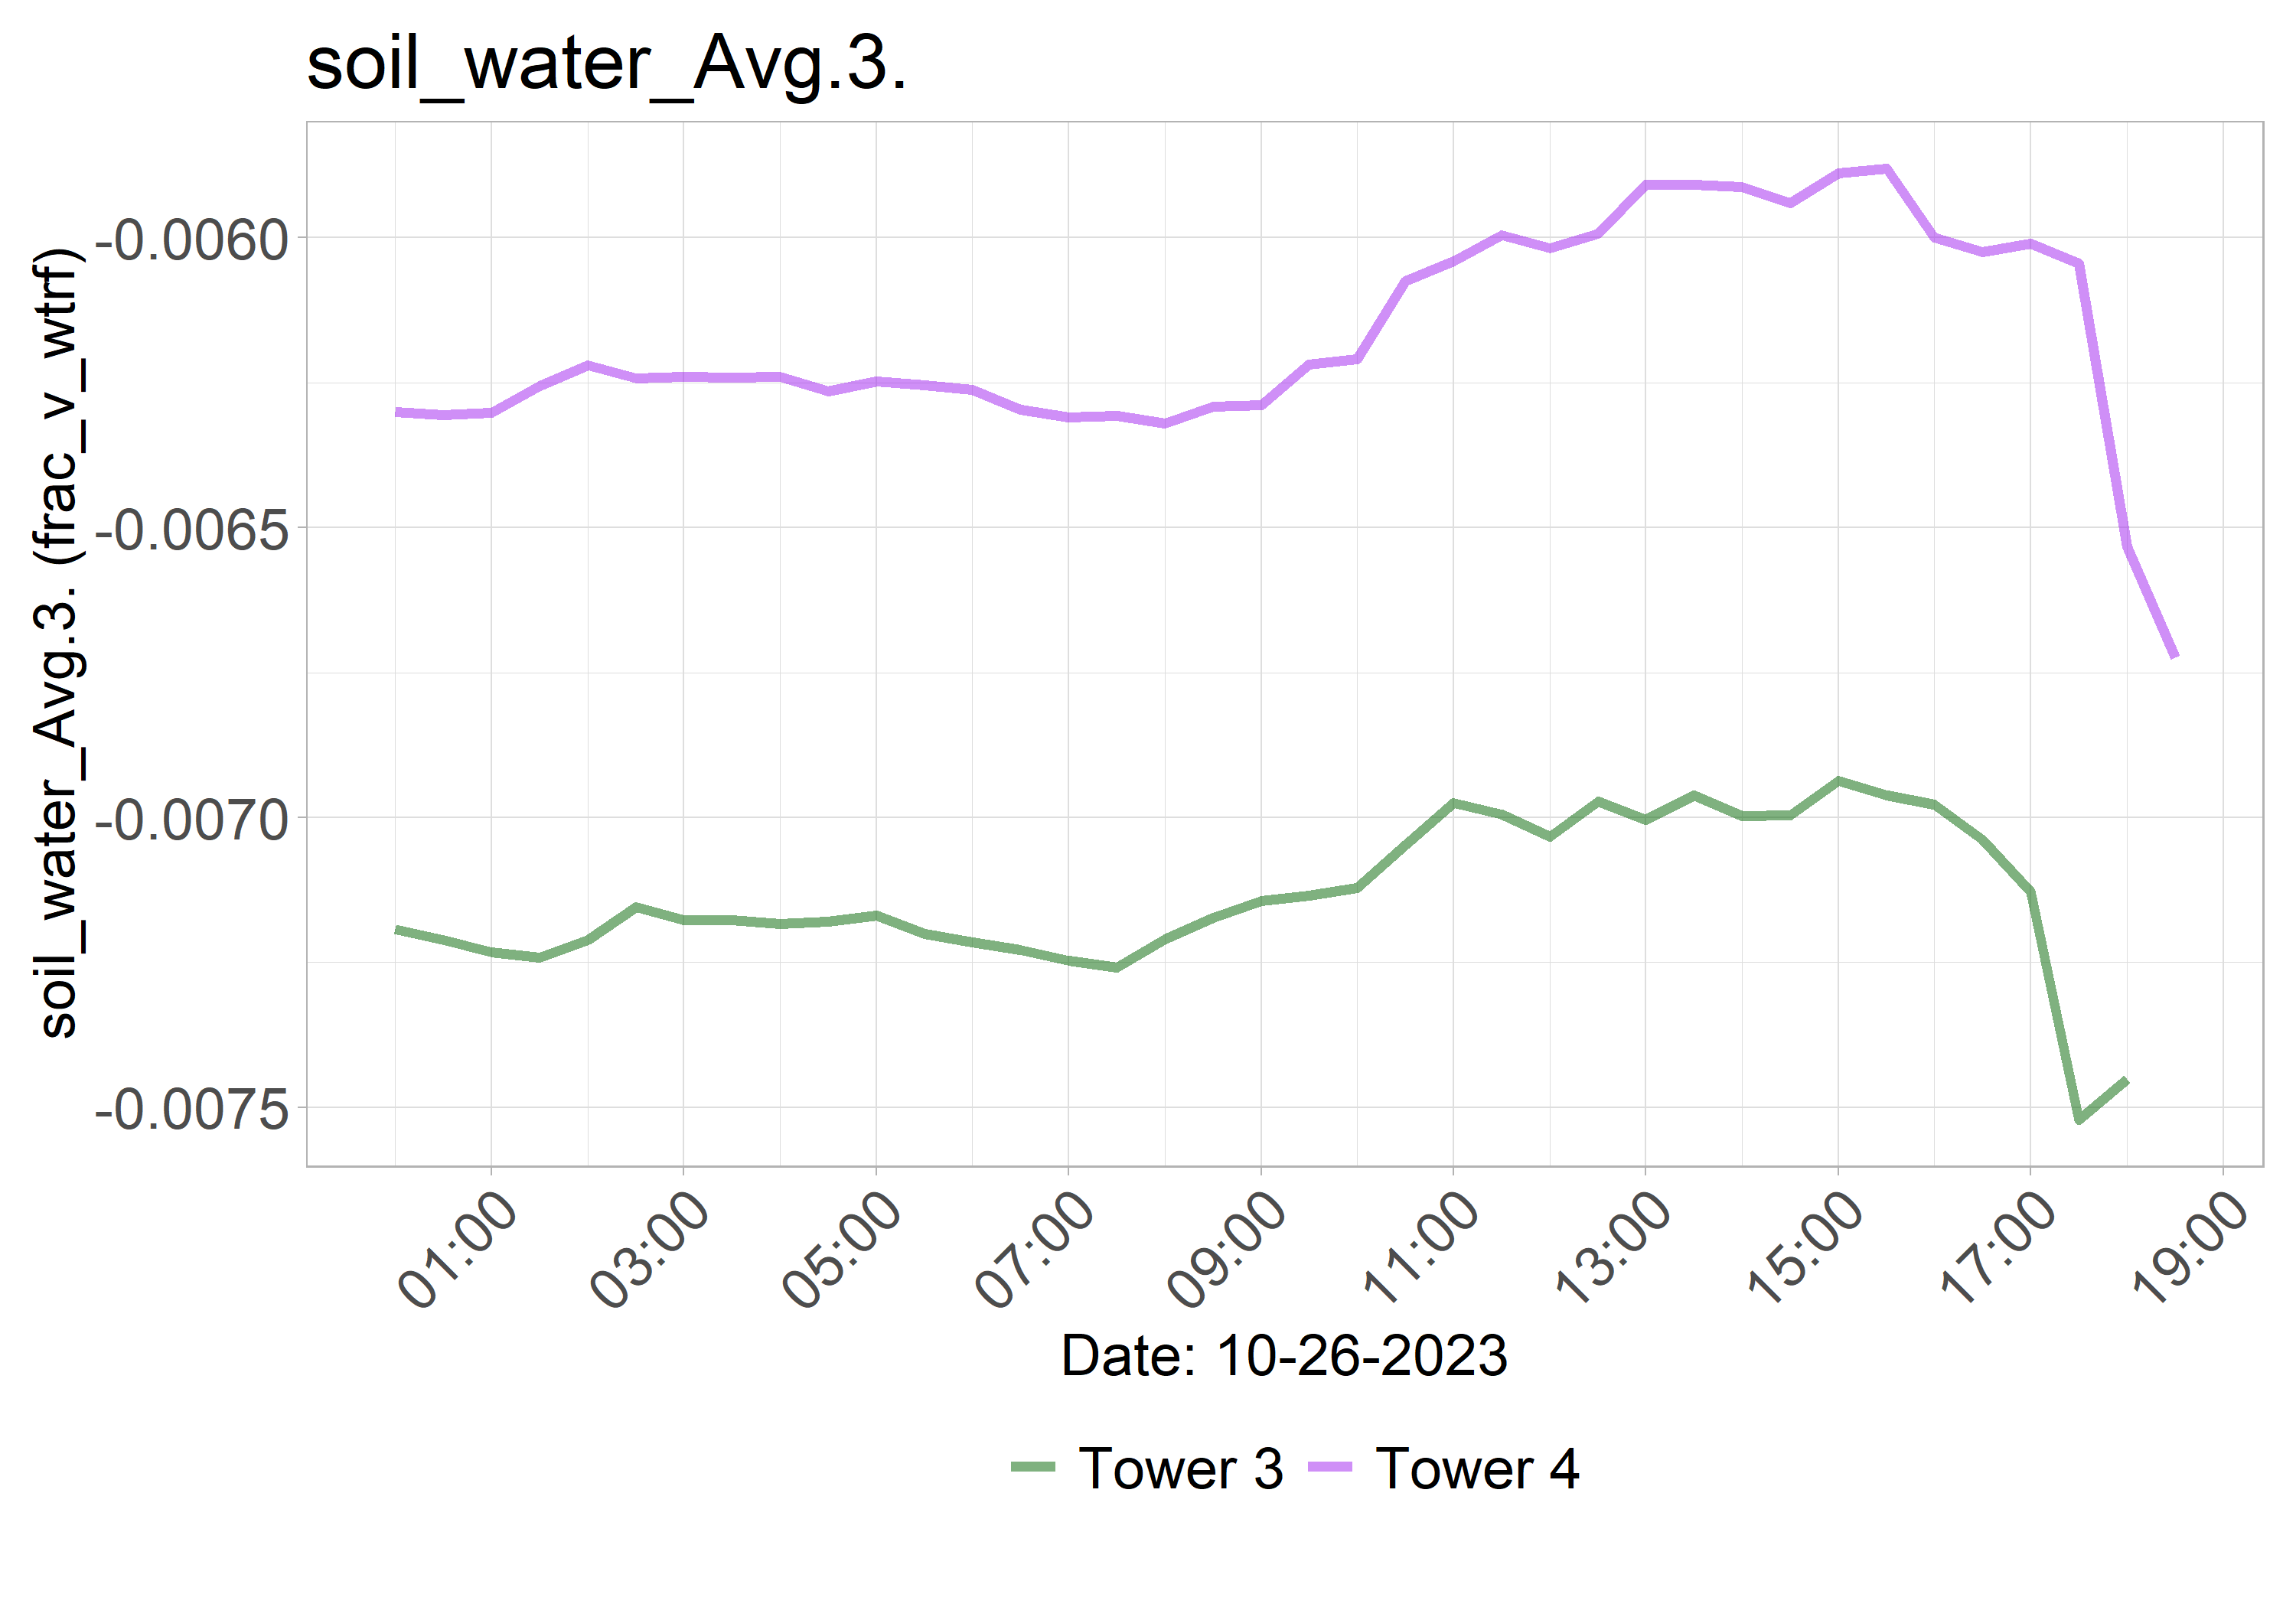 soil_water_Avg.3.
soil_water_Avg.3. (frac_v_wtrf)
-0.0060
-0.0065
-0.0070
-0.0075
01:00
03:00
05:00
07:00
09:00
11:00
13:00
15:00
17:00
19:00
Date: 10-26-2023
Tower 3
Tower 4